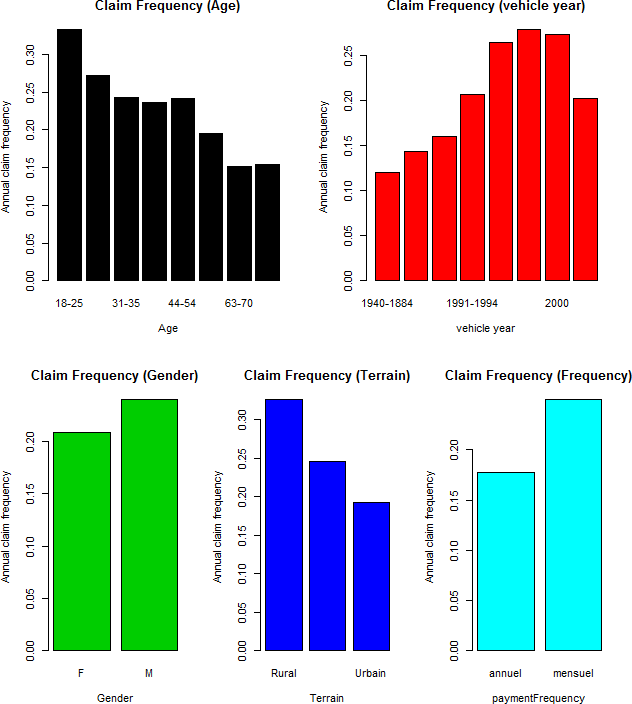 Claim Frequency (Age)
Annual claim frequency
0.00 0.05 0.10 0.15 0.20 0.25 0.30
18-25 31-35 44-54 63-70
Age
Claim Frequency (vehicle year)
Annual claim frequency
0.00 0.05 0.10 0.15 0.20 0.25
1940-1884 1991-1994 2000
vehicle year
Claim Frequency (Gender)
Annual claim frequency
0.00 0.05 0.10 0.15 0.20
F M
Gender
Claim Frequency (Terrain)
Annual claim frequency
0.00 0.05 0.10 0.15 0.20 0.25 0.30
Rural Urbain
Terrain
Claim Frequency (Frequency)
Annual claim frequency
0.00 0.05 0.10 0.15 0.20
annuel mensuel
paymentFrequency